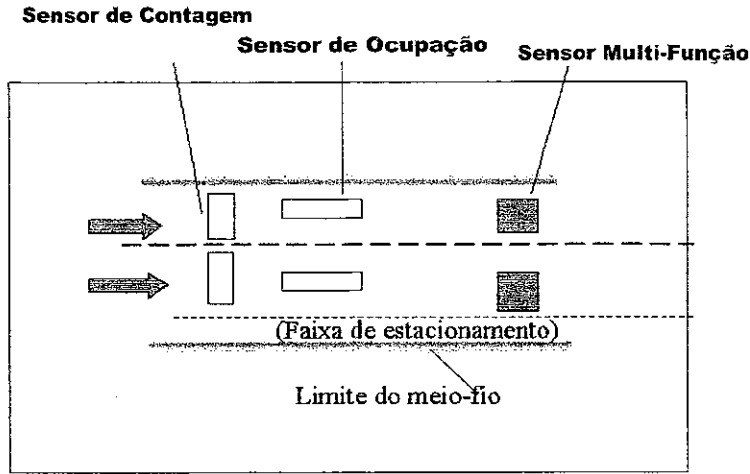 Sensor de Contagem
Sensor de Ocupação
Sensor Multi-Função
(Faixa de estacionamento)
Limite do meio-fio